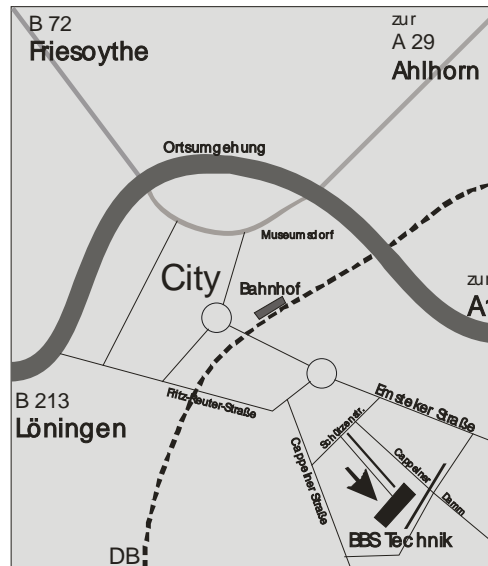 B 72
Friesoythe
zur
A 29
Ahlhorn
Ortsumgehung
Museumsdorf
City
Bahnhof
zur
A1
B 213
Löningen
Fritz-Reuter-Straße
Emsteker Straße
Schützenstr.
Cappelner Straße
Cappelner
Damm
BBS Technik
DB